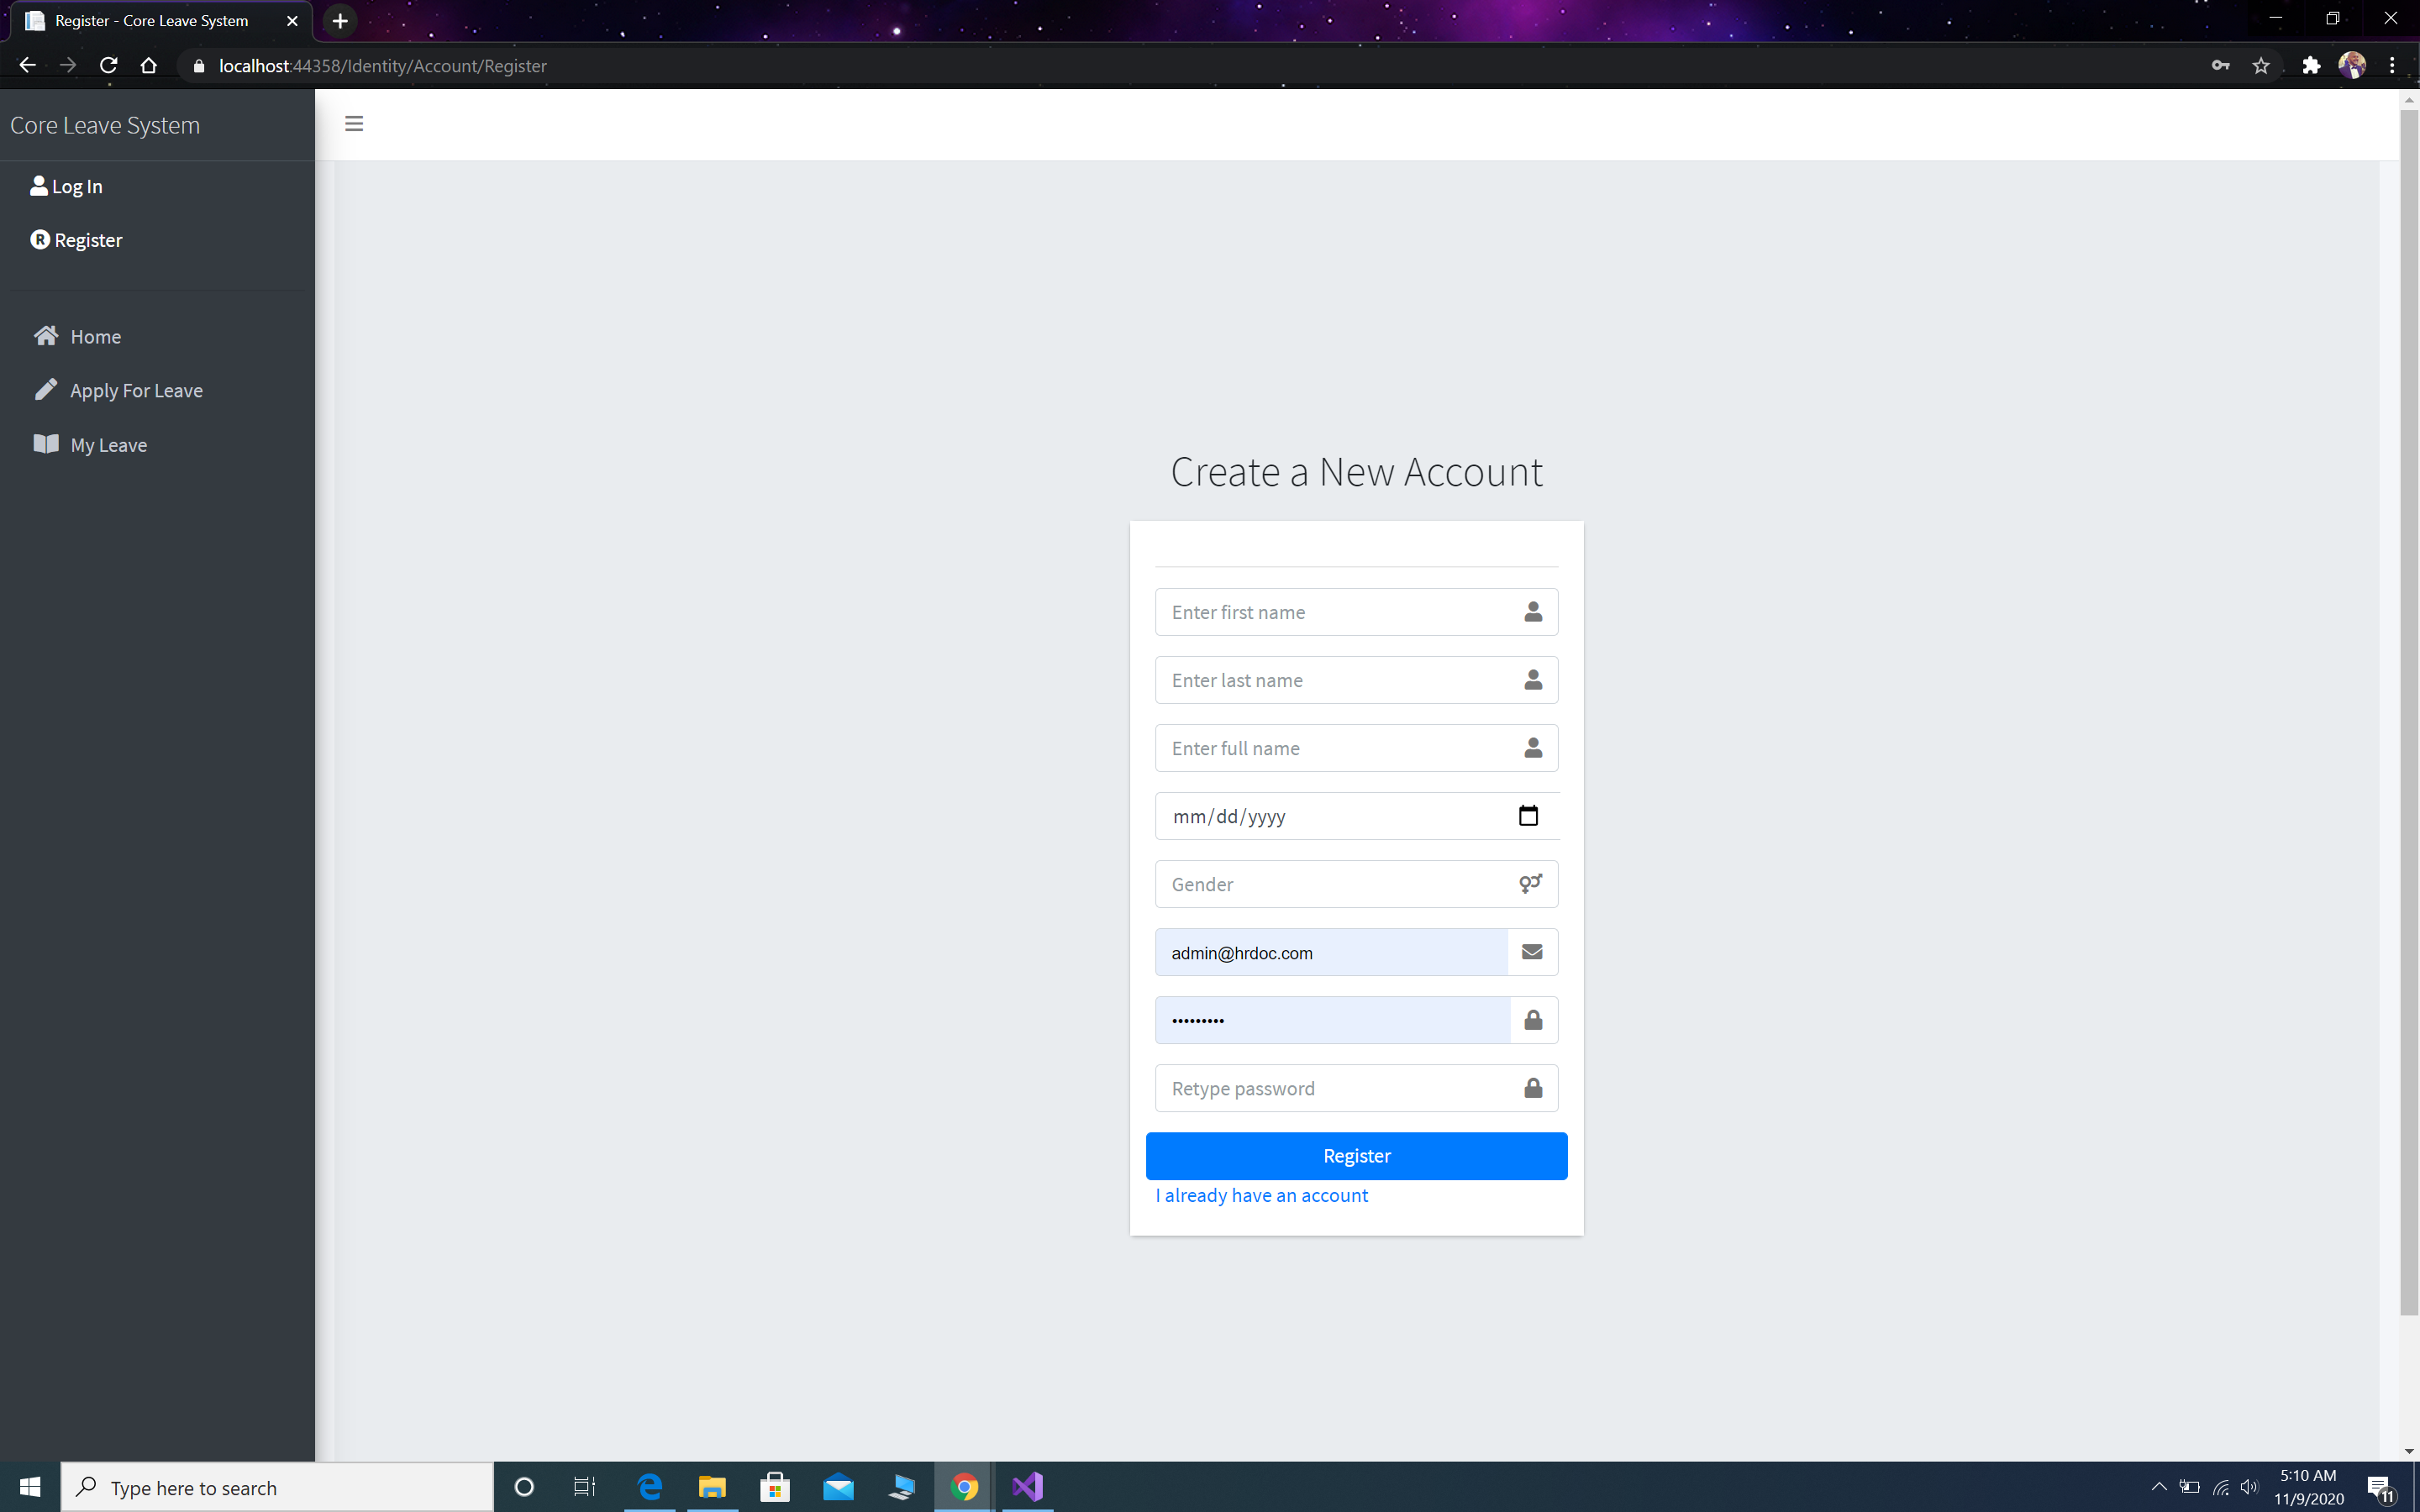 Register - Core Leave System
localhost:44358/Identity/Account/Register
Core Leave System
Log In
R Register
Home
Apply For Leave
My Leave
Create a New Account
Enter first name
Enter last name
Enter full name
mm/dd/yyyy
Gender
admin@hrdoc.com
•••••••••
Retype password
Register
I already have an account
Type here to search
5:10 AM
11/9/2020
11